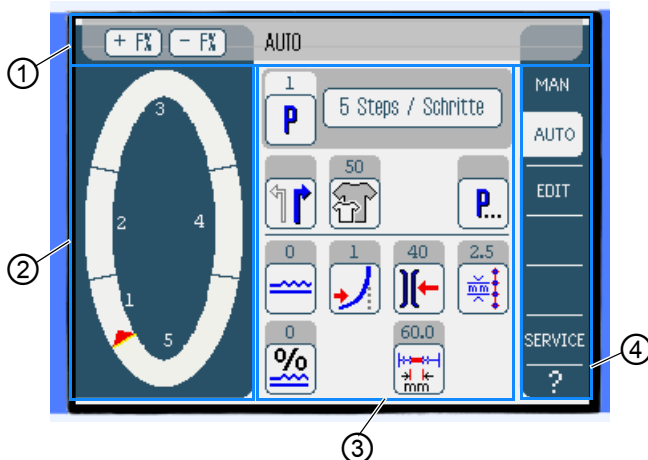 + F% - F% AUTO
1
P
5 Steps / Schritte
MAN
AUTO
EDIT
SERVICE
?
50
P...
0 1 40 2.5
mm
0 60.0
%
mm
3
2 4
1
5
①
②
③
④